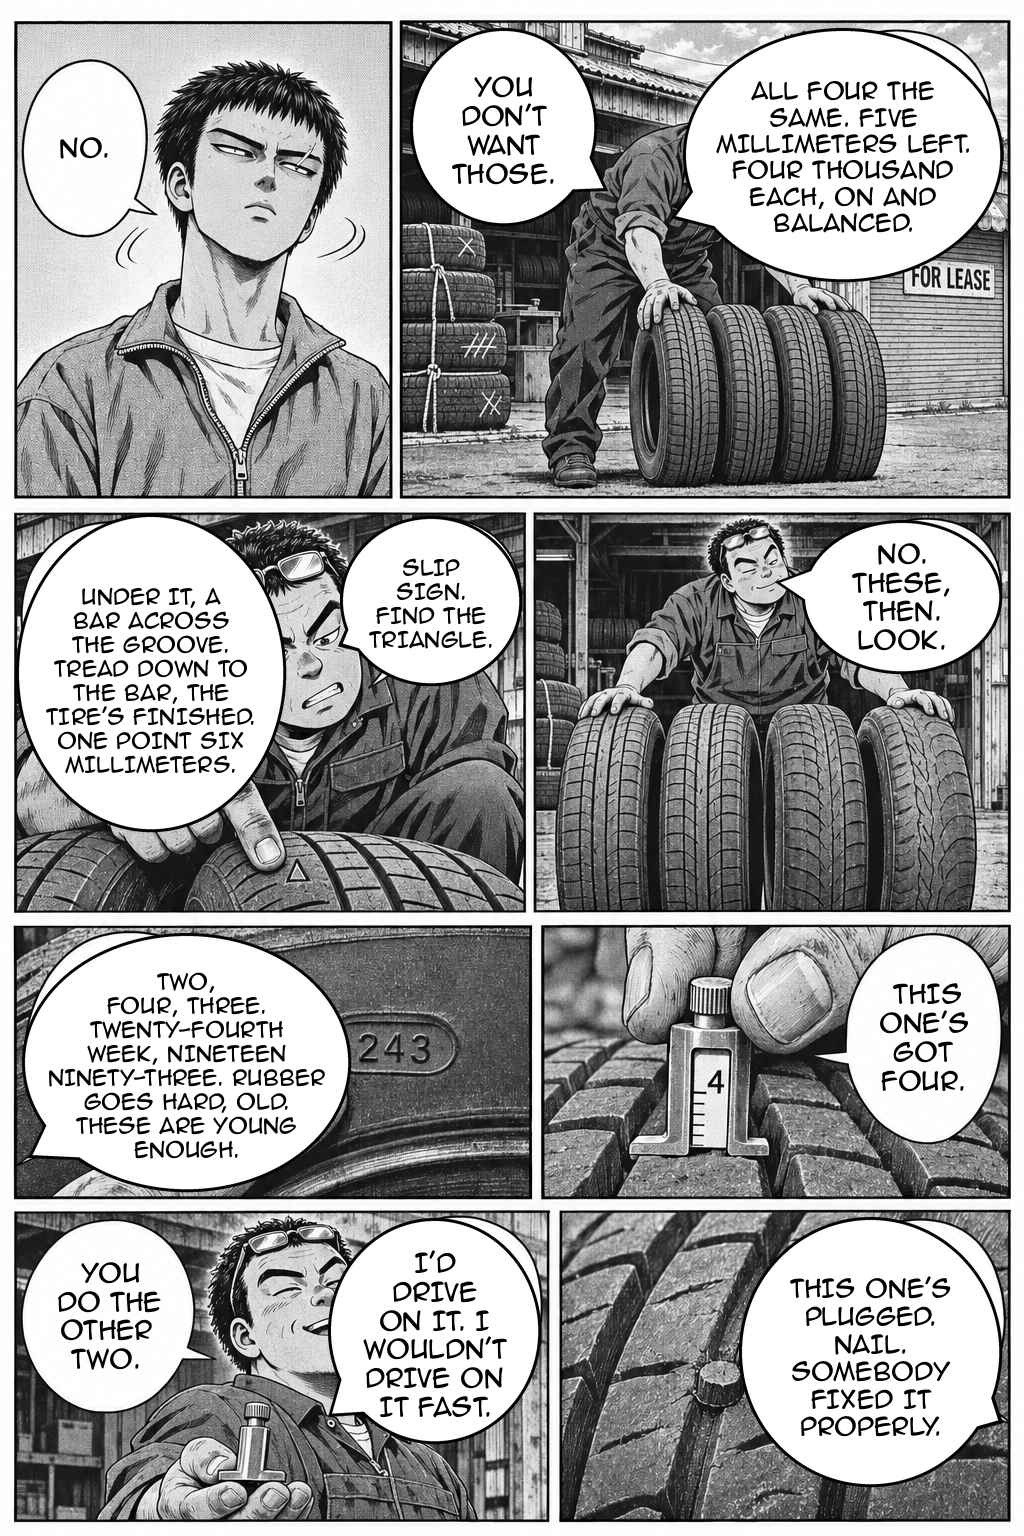 NO.
YOU
DON'T
WANT
THOSE.
ALL FOUR THE
SAME. FIVE
MILLIMETERS LEFT.
FOUR THOUSAND
EACH, ON AND
BALANCED.
FOR LEASE
UNDER IT, A
BAR ACROSS
THE GROOVE.
TREAD DOWN TO
THE BAR, THE
TIRE'S FINISHED.
ONE POINT SIX
MILLIMETERS.
SLIP
SIGN.
FIND THE
TRIANGLE.
NO.
THESE,
THEN.
LOOK.
TWO,
FOUR, THREE.
TWENTY-FOURTH
WEEK, NINETEEN
NINETY-THREE. RUBBER
GOES HARD, OLD.
THESE ARE YOUNG
ENOUGH.
243
THIS
ONE'S
GOT
FOUR.
4
YOU
DO THE
OTHER
TWO.
I'D
DRIVE
ON IT. I
WOULDN'T
DRIVE ON
IT FAST.
THIS ONE'S
PLUGGED.
NAIL.
SOMEBODY
FIXED IT
PROPERLY.